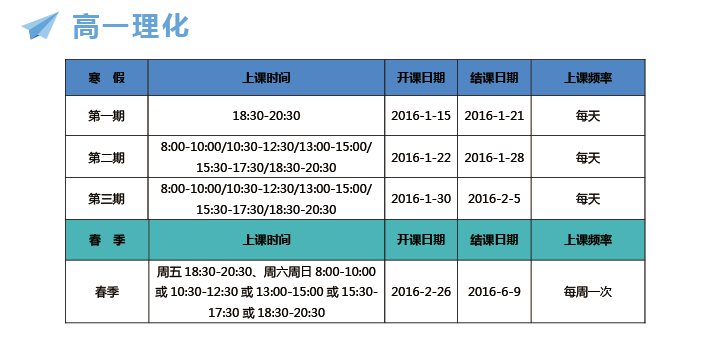 高一理化
寒 假 上课时间 开课日期 结课日期 上课频率
第一期 18:30-20:30 2016-1-15 2016-1-21 每天
第二期 8:00-10:00/10:30-12:30/13:00-15:00/ 2016-1-22 2016-1-28 每天
15:30-17:30/18:30-20:30
第三期 8:00-10:00/10:30-12:30/13:00-15:00/ 2016-1-30 2016-2-5 每天
15:30-17:30/18:30-20:30
春 季 上课时间 开课日期 结课日期 上课频率
周五 18:30-20:30、周六周日 8:00-10:00
春季 或 10:30-12:30 或 13:00-15:00 或 15:30- 2016-2-26 2016-6-9 每周一次
17:30 或 18:30-20:30